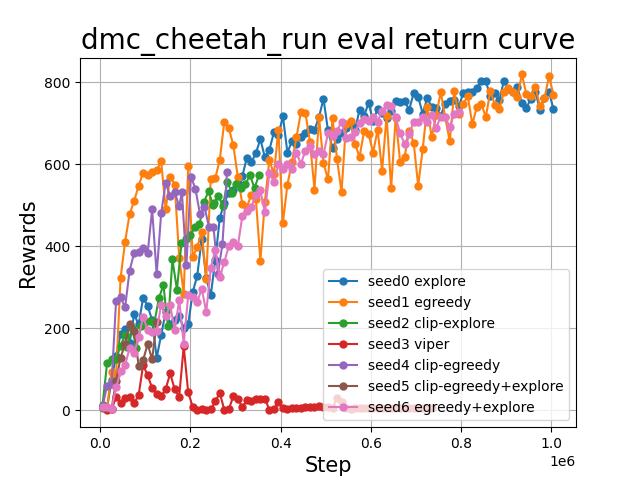 dmc_cheetah_run eval return curve
Rewards
800
600
400
200
0
seed0 explore
seed1 egreedy
seed2 clip-explore
seed3 viper
seed4 clip-egreedy
seed5 clip-egreedy+explore
seed6 egreedy+explore
0.0 0.2 0.4 0.6 0.8 1.0
1e6
Step